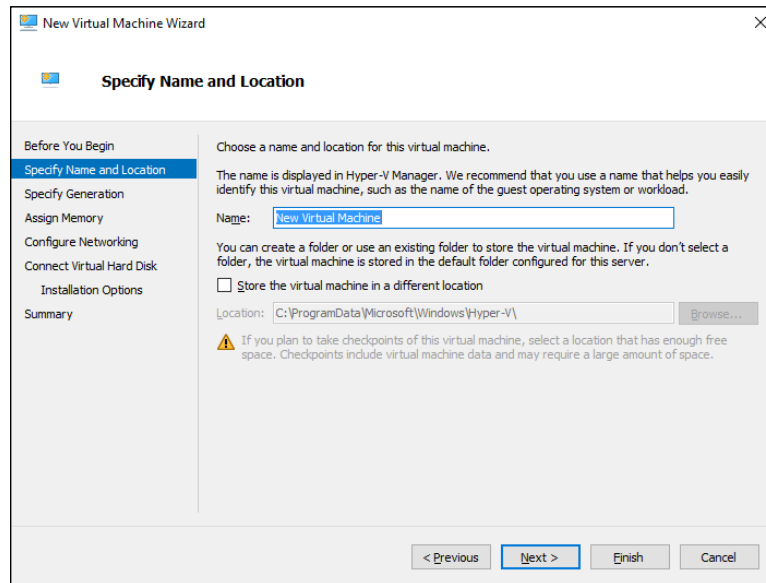 New Virtual Machine Wizard
Specify Name and Location
Before You Begin
Specify Name and Location
Specify Generation
Assign Memory
Configure Networking
Connect Virtual Hard Disk
Installation Options
Summary
Choose a name and location for this virtual machine.
The name is displayed in Hyper-V Manager. We recommend that you use a name that helps you easily
identify this virtual machine, such as the name of the guest operating system or workload.
Name: New Virtual Machine
You can create a folder or use an existing folder to store the virtual machine. If you don't select a
folder, the virtual machine is stored in the default folder configured for this server.
Store the virtual machine in a different location
Location: C:\ProgramData\Microsoft\Windows\Hyper-V\ Browse...
If you plan to take checkpoints of this virtual machine, select a location that has enough free
space. Checkpoints include virtual machine data and may require a large amount of space.
< Previous Next > Finish Cancel